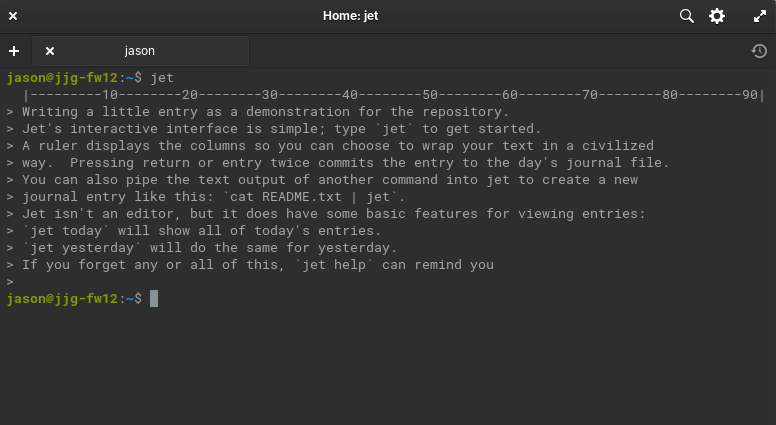 Home: jet
jason
jason@jjg-fw12:~$ jet
|---------10--------20--------30--------40--------50--------60--------70--------80--------90|
> Writing a little entry as a demonstration for the repository.
> Jet's interactive interface is simple; type `jet` to get started.
> A ruler displays the columns so you can choose to wrap your text in a civilized
> way.  Pressing return or entry twice commits the entry to the day's journal file.
> You can also pipe the text output of another command into jet to create a new
> journal entry like this: `cat README.txt | jet`.
> Jet isn't an editor, but it does have some basic features for viewing entries:
> `jet today` will show all of today's entries.
> `jet yesterday` will do the same for yesterday.
> If you forget any or all of this, `jet help` can remind you
>
jason@jjg-fw12:~$